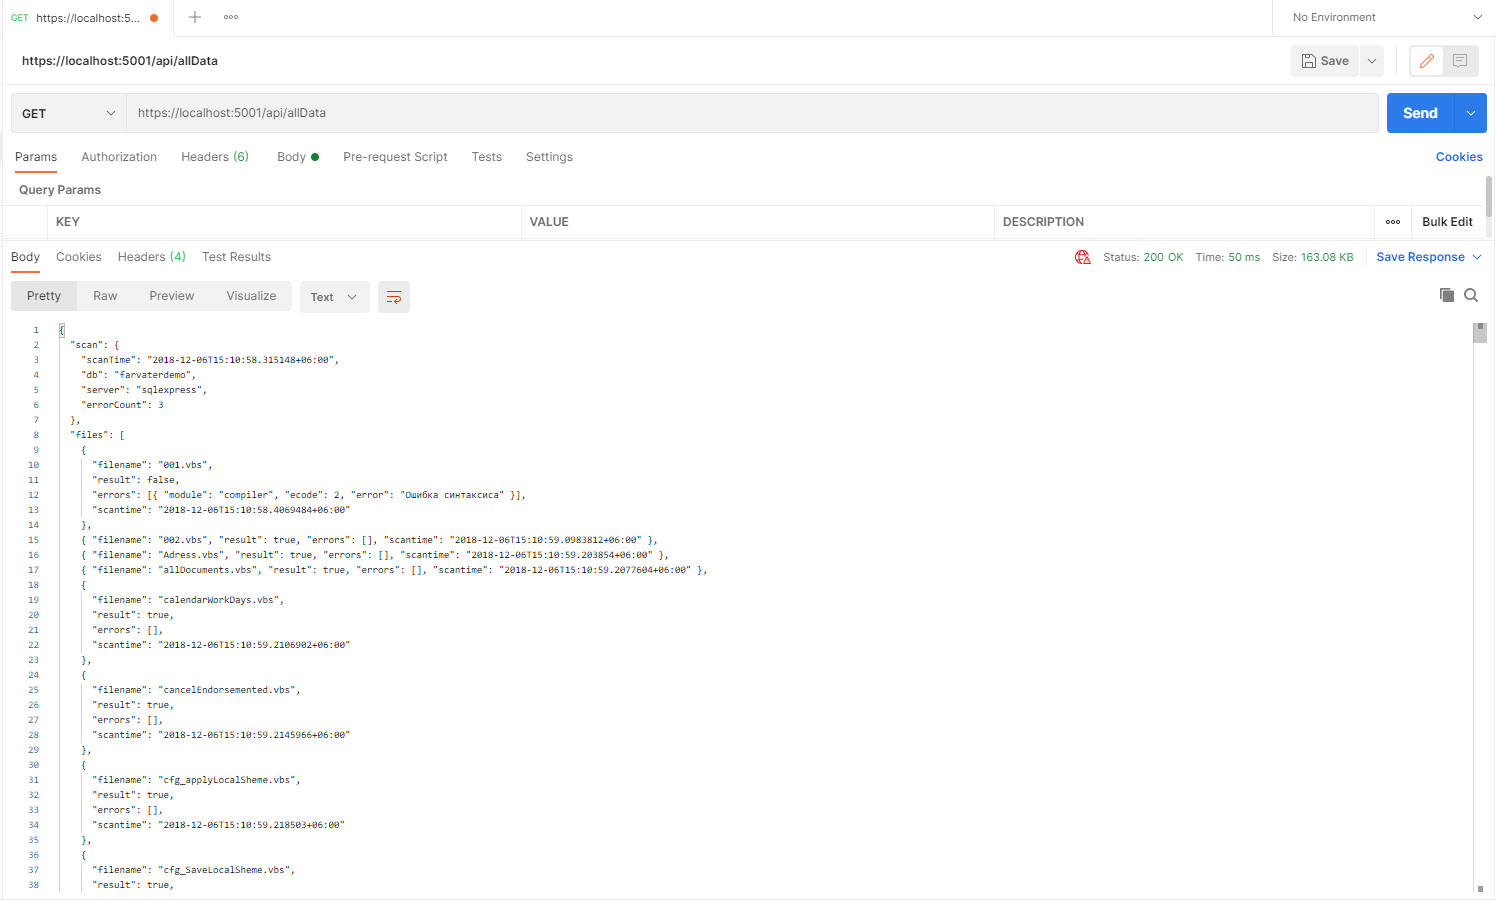 GET https://localhost:5... No Environment
https://localhost:5001/api/allData Save
GET https://localhost:5001/api/allData Send
Params Authorization Headers (6) Body Pre-request Script Tests Settings Cookies
Query Params
KEY VALUE DESCRIPTION Bulk Edit
Body Cookies Headers (4) Test Results Status: 200 OK Time: 50 ms Size: 163.08 KB Save Response
Pretty Raw Preview Visualize Text
1 {
2 "scan": {
3 "scanTime": "2018-12-06T15:10:58.315148+06:00",
4 "db": "farvaterdemo",
5 "server": "sqlexpress",
6 "errorCount": 3
7 },
8 "files": [
9 {
10 "filename": "001.vbs",
11 "result": false,
12 "errors": [{ "module": "compiler", "ecode": 2, "error": "Ошибка синтаксиса" }],
13 "scantime": "2018-12-06T15:10:58.4069484+06:00"
14 },
15 { "filename": "002.vbs", "result": true, "errors": [], "scantime": "2018-12-06T15:10:59.0983812+06:00" },
16 { "filename": "Adress.vbs", "result": true, "errors": [], "scantime": "2018-12-06T15:10:59.203854+06:00" },
17 { "filename": "allDocuments.vbs", "result": true, "errors": [], "scantime": "2018-12-06T15:10:59.2077604+06:00" },
18 {
19 "filename": "calendarWorkDays.vbs",
20 "result": true,
21 "errors": [],
22 "scantime": "2018-12-06T15:10:59.2106902+06:00"
23 },
24 {
25 "filename": "cancelEndorsemented.vbs",
26 "result": true,
27 "errors": [],
28 "scantime": "2018-12-06T15:10:59.2145966+06:00"
29 },
30 {
31 "filename": "cfg_applyLocalSheme.vbs",
32 "result": true,
33 "errors": [],
34 "scantime": "2018-12-06T15:10:59.218503+06:00"
35 },
36 {
37 "filename": "cfg_SaveLocalSheme.vbs",
38 "result": true,